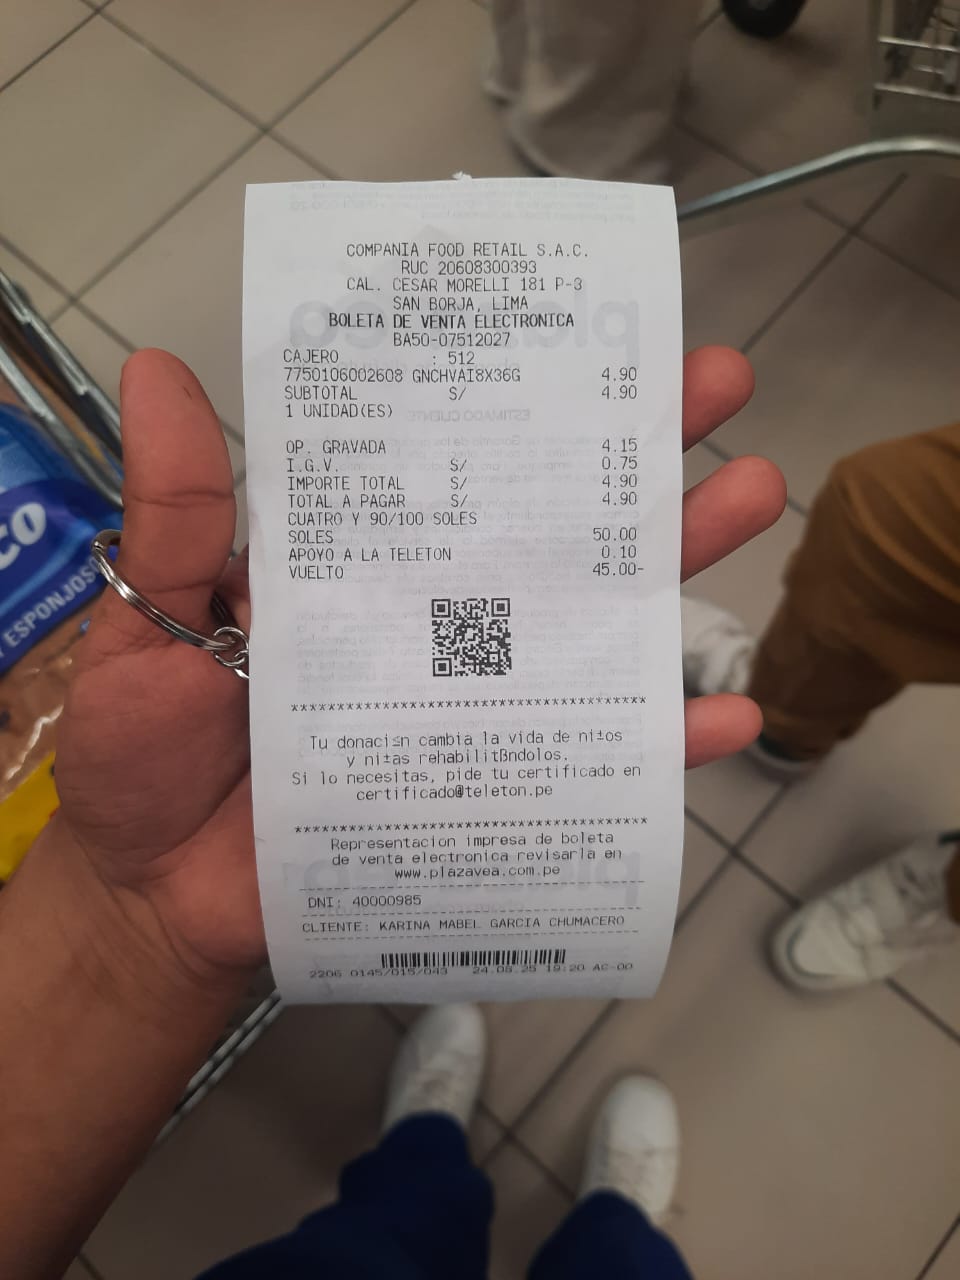 COMPANIA FOOD RETAIL S.A.C.
RUC 20608300393
CAL. CESAR MORELLI 181 P-3
SAN BORJA, LIMA
BOLETA DE VENTA ELECTRONICA
BA50-07512027
CAJERO : 512
7750106002608 GNCHVAI8X36G 4.90
SUBTOTAL S/ 4.90
1 UNIDAD(ES)
OP. GRAVADA 4.15
I.G.V. S/ 0.75
IMPORTE TOTAL S/ 4.90
TOTAL A PAGAR S/ 4.90
CUATRO Y 90/100 SOLES
SOLES 50.00
APOYO A LA TELETON 0.10
VUELTO 45.00-
****************************************
Tu donaci≤n cambia la vida de ni±os
y ni±as rehabilitßndolos.
Si lo necesitas, pide tu certificado en
certificado@teleton.pe
****************************************
Representacion impresa de boleta
de venta electronica revisarla en
www.plazavea.com.pe
DNI: 40000985
CLIENTE: KARINA MABEL GARCIA CHUMACERO
2206 0145/015/043 24.08.25 19:20 AC-00
co
ESPONJOSO